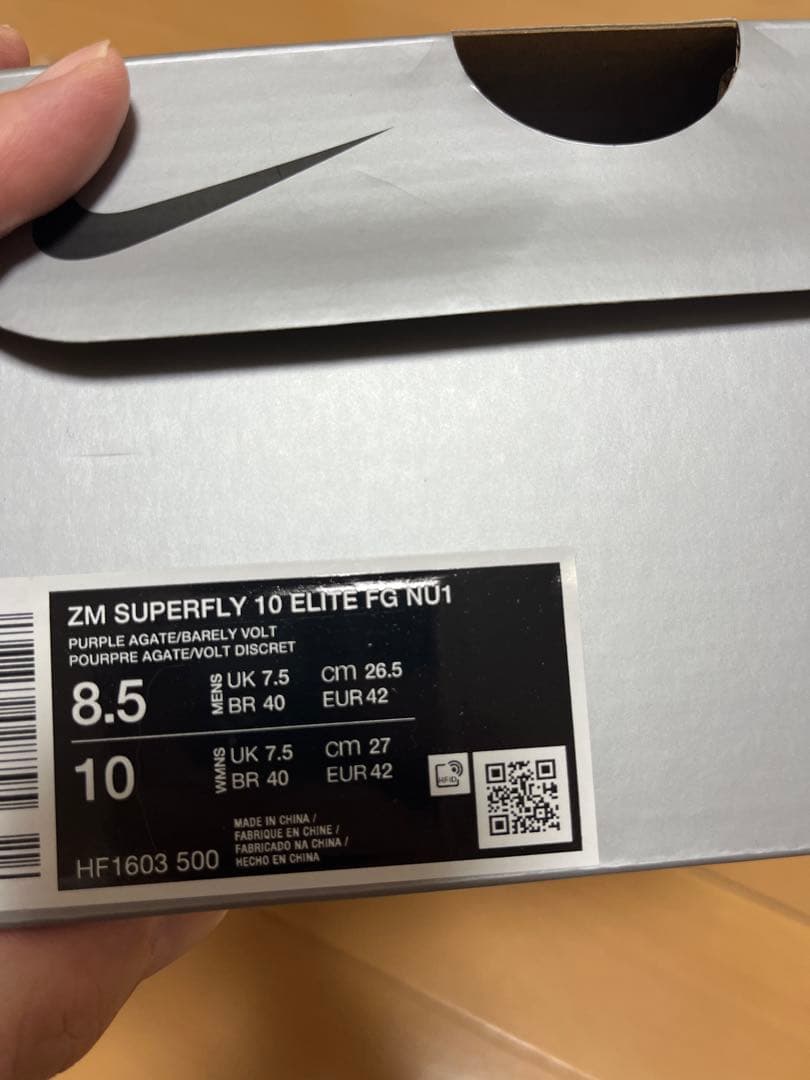 ZM SUPERFLY 10 ELITE FG NU1
PURPLE AGATE/BARELY VOLT
POURPRE AGATE/VOLT DISCRET
8.5 MENS UK 7.5 cm 26.5
BR 40 EUR 42
10 WMNS UK 7.5 cm 27
BR 40 EUR 42
RFID
MADE IN CHINA /
FABRIQUE EN CHINE /
FABRICADO NA CHINA /
HECHO EN CHINA
HF1603 500